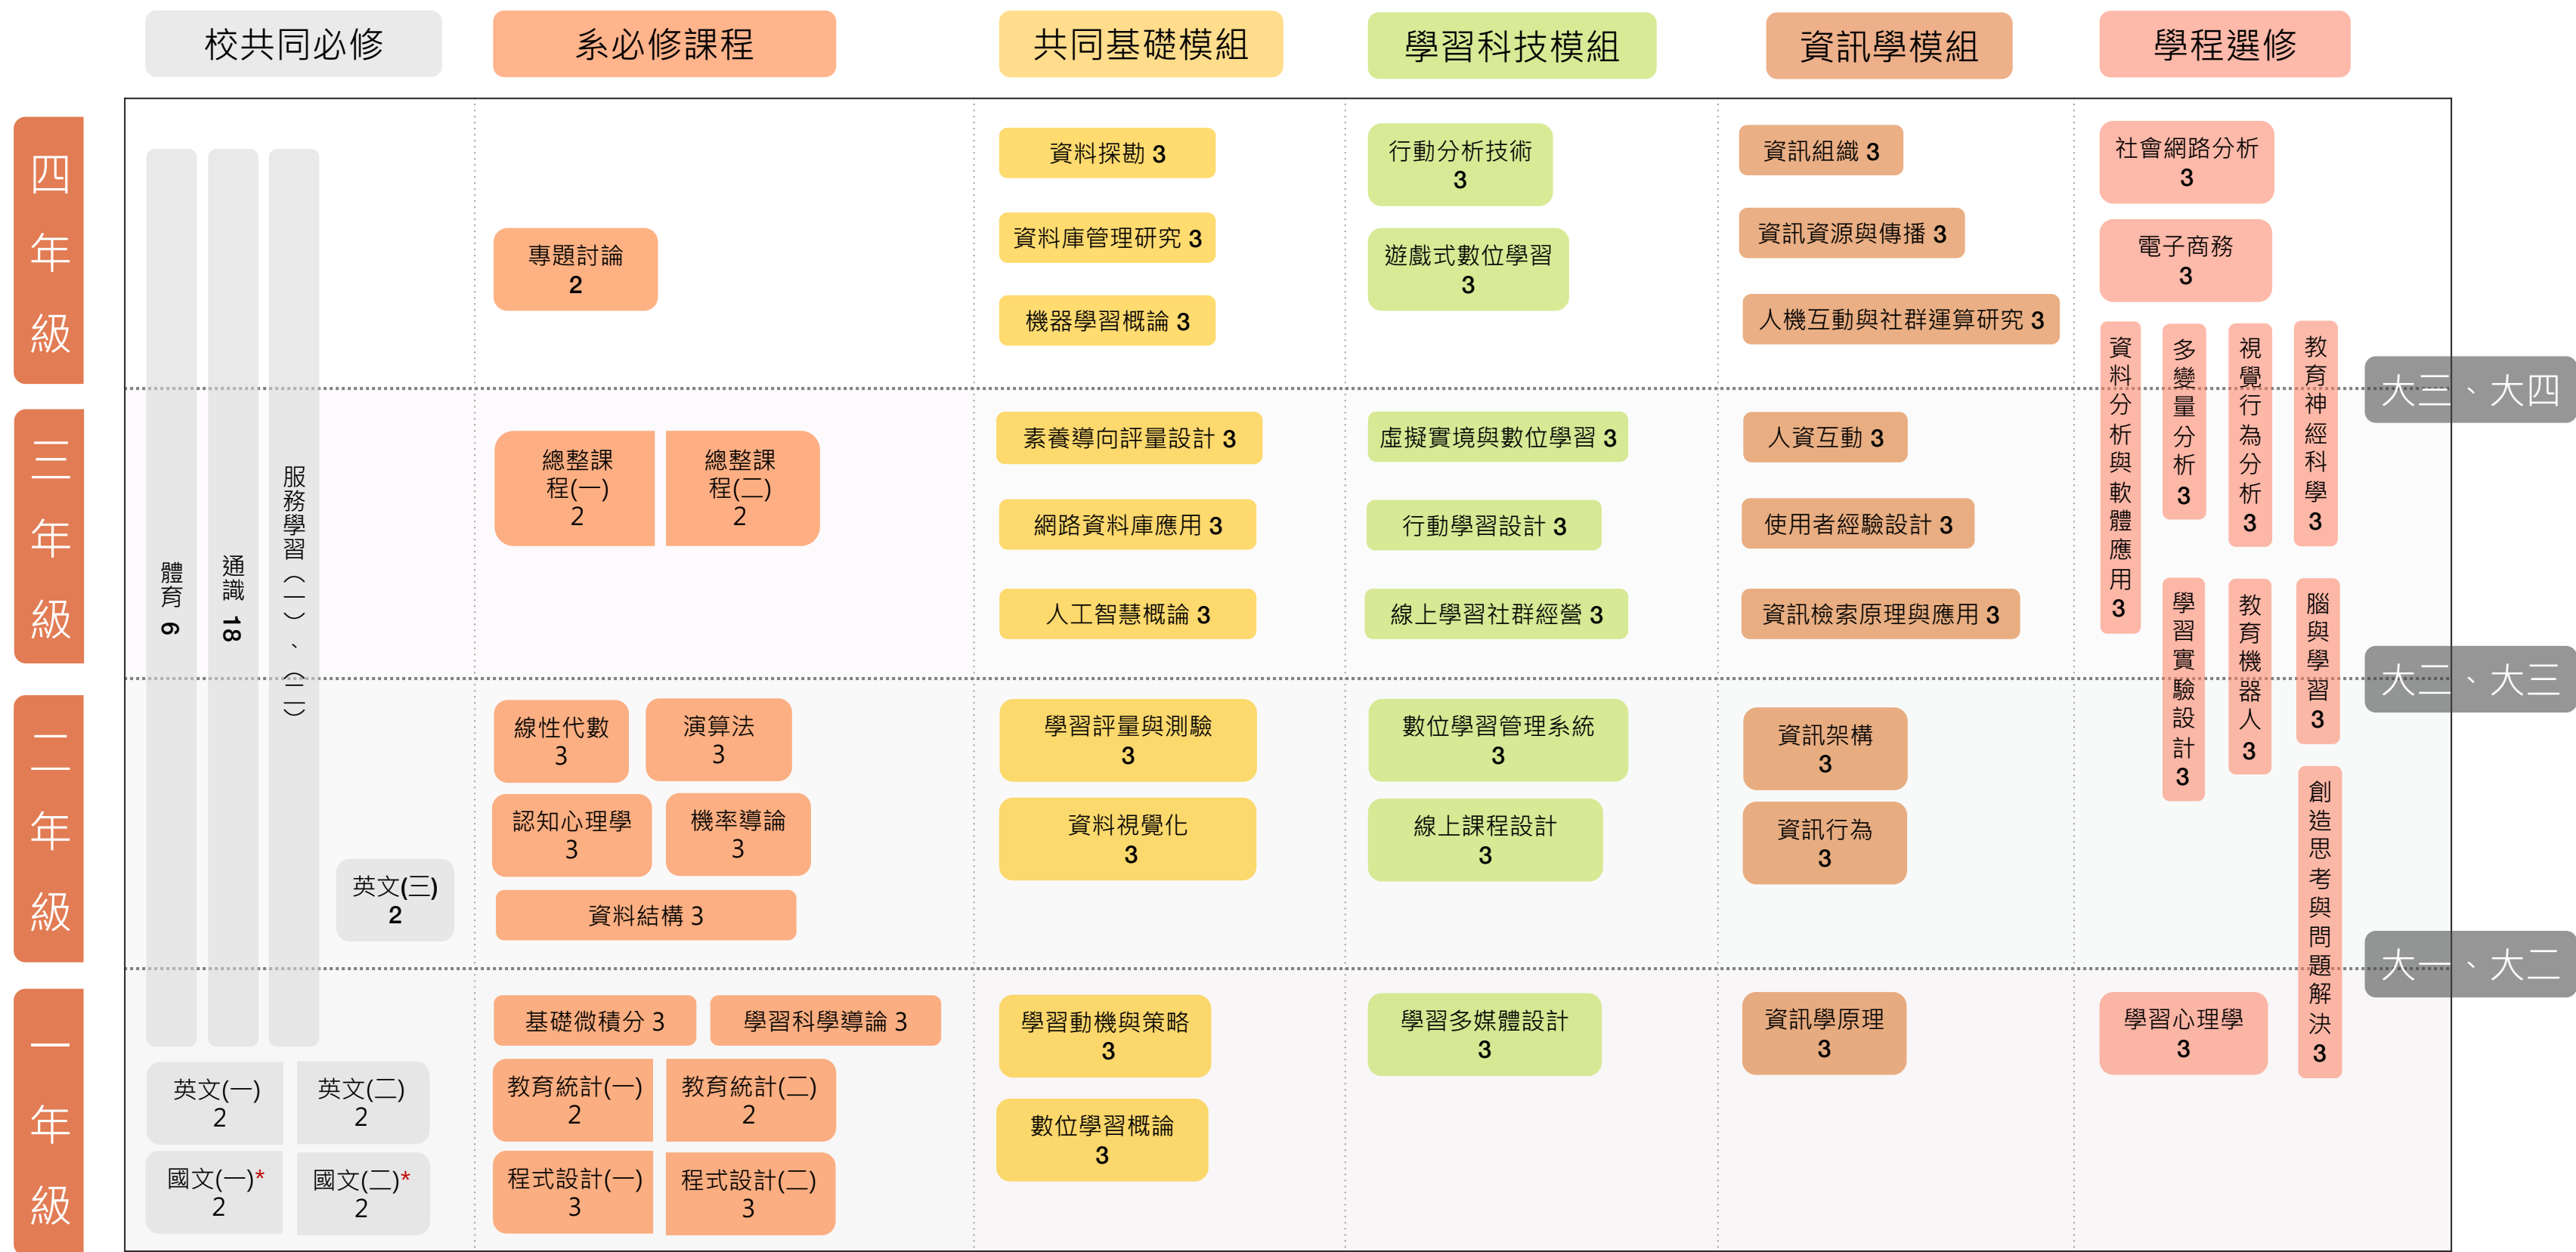 校共同必修
系必修課程
共同基礎模組
學習科技模組
資訊學模組
學程選修
四年級
專題討論
2
資料探勘 3
資料庫管理研究 3
機器學習概論 3
行動分析技術
3
遊戲式數位學習
3
資訊組織 3
資訊資源與傳播 3
人機互動與社群運算研究 3
社會網路分析
3
電子商務
3
資料分析與軟體應用 3
多變量分析 3
視覺行為分析 3
教育神經科學 3
大三、大四
三年級
體育 6
通識 18
服務學習(一)、(二)
總整課
程(一)
2
總整課
程(二)
2
素養導向評量設計 3
網路資料庫應用 3
人工智慧概論 3
虛擬實境與數位學習 3
行動學習設計 3
線上學習社群經營 3
人資互動 3
使用者經驗設計 3
資訊檢索原理與應用 3
學習實驗設計 3
教育機器人 3
腦與學習 3
大二、大三
二年級
英文(三)
2
線性代數
3
演算法
3
認知心理學
3
機率導論
3
資料結構 3
學習評量與測驗
3
資料視覺化
3
數位學習管理系統
3
線上課程設計
3
資訊架構
3
資訊行為
3
創造思考與問題解決 3
大一、大二
一年級
英文(一)
2
英文(二)
2
國文(一)*
2
國文(二)*
2
基礎微積分 3
學習科學導論 3
教育統計(一)
2
教育統計(二)
2
程式設計(一)
3
程式設計(二)
3
學習動機與策略
3
數位學習概論
3
學習多媒體設計
3
資訊學原理
3
學習心理學
3